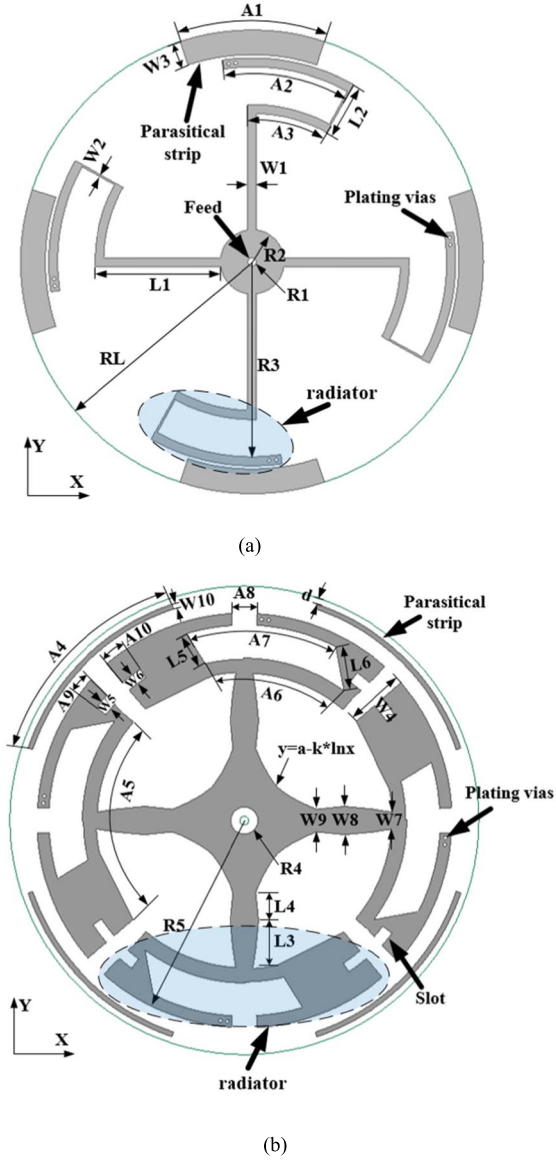 A1
W3
A2
L2
A3
Parasitical
strip
W2
W1
Plating vias
Feed
R2
L1
R1
RL
R3
radiator
Y
X
(a)
W10
A8
d
Parasitical
strip
A4
A10
A7
L5
L6
W6
A9
W5
A6
W4
y=a-k*lnx
A5
Plating vias
W9
W8
W7
R4
L4
R5
L3
Y
Slot
X
radiator
(b)